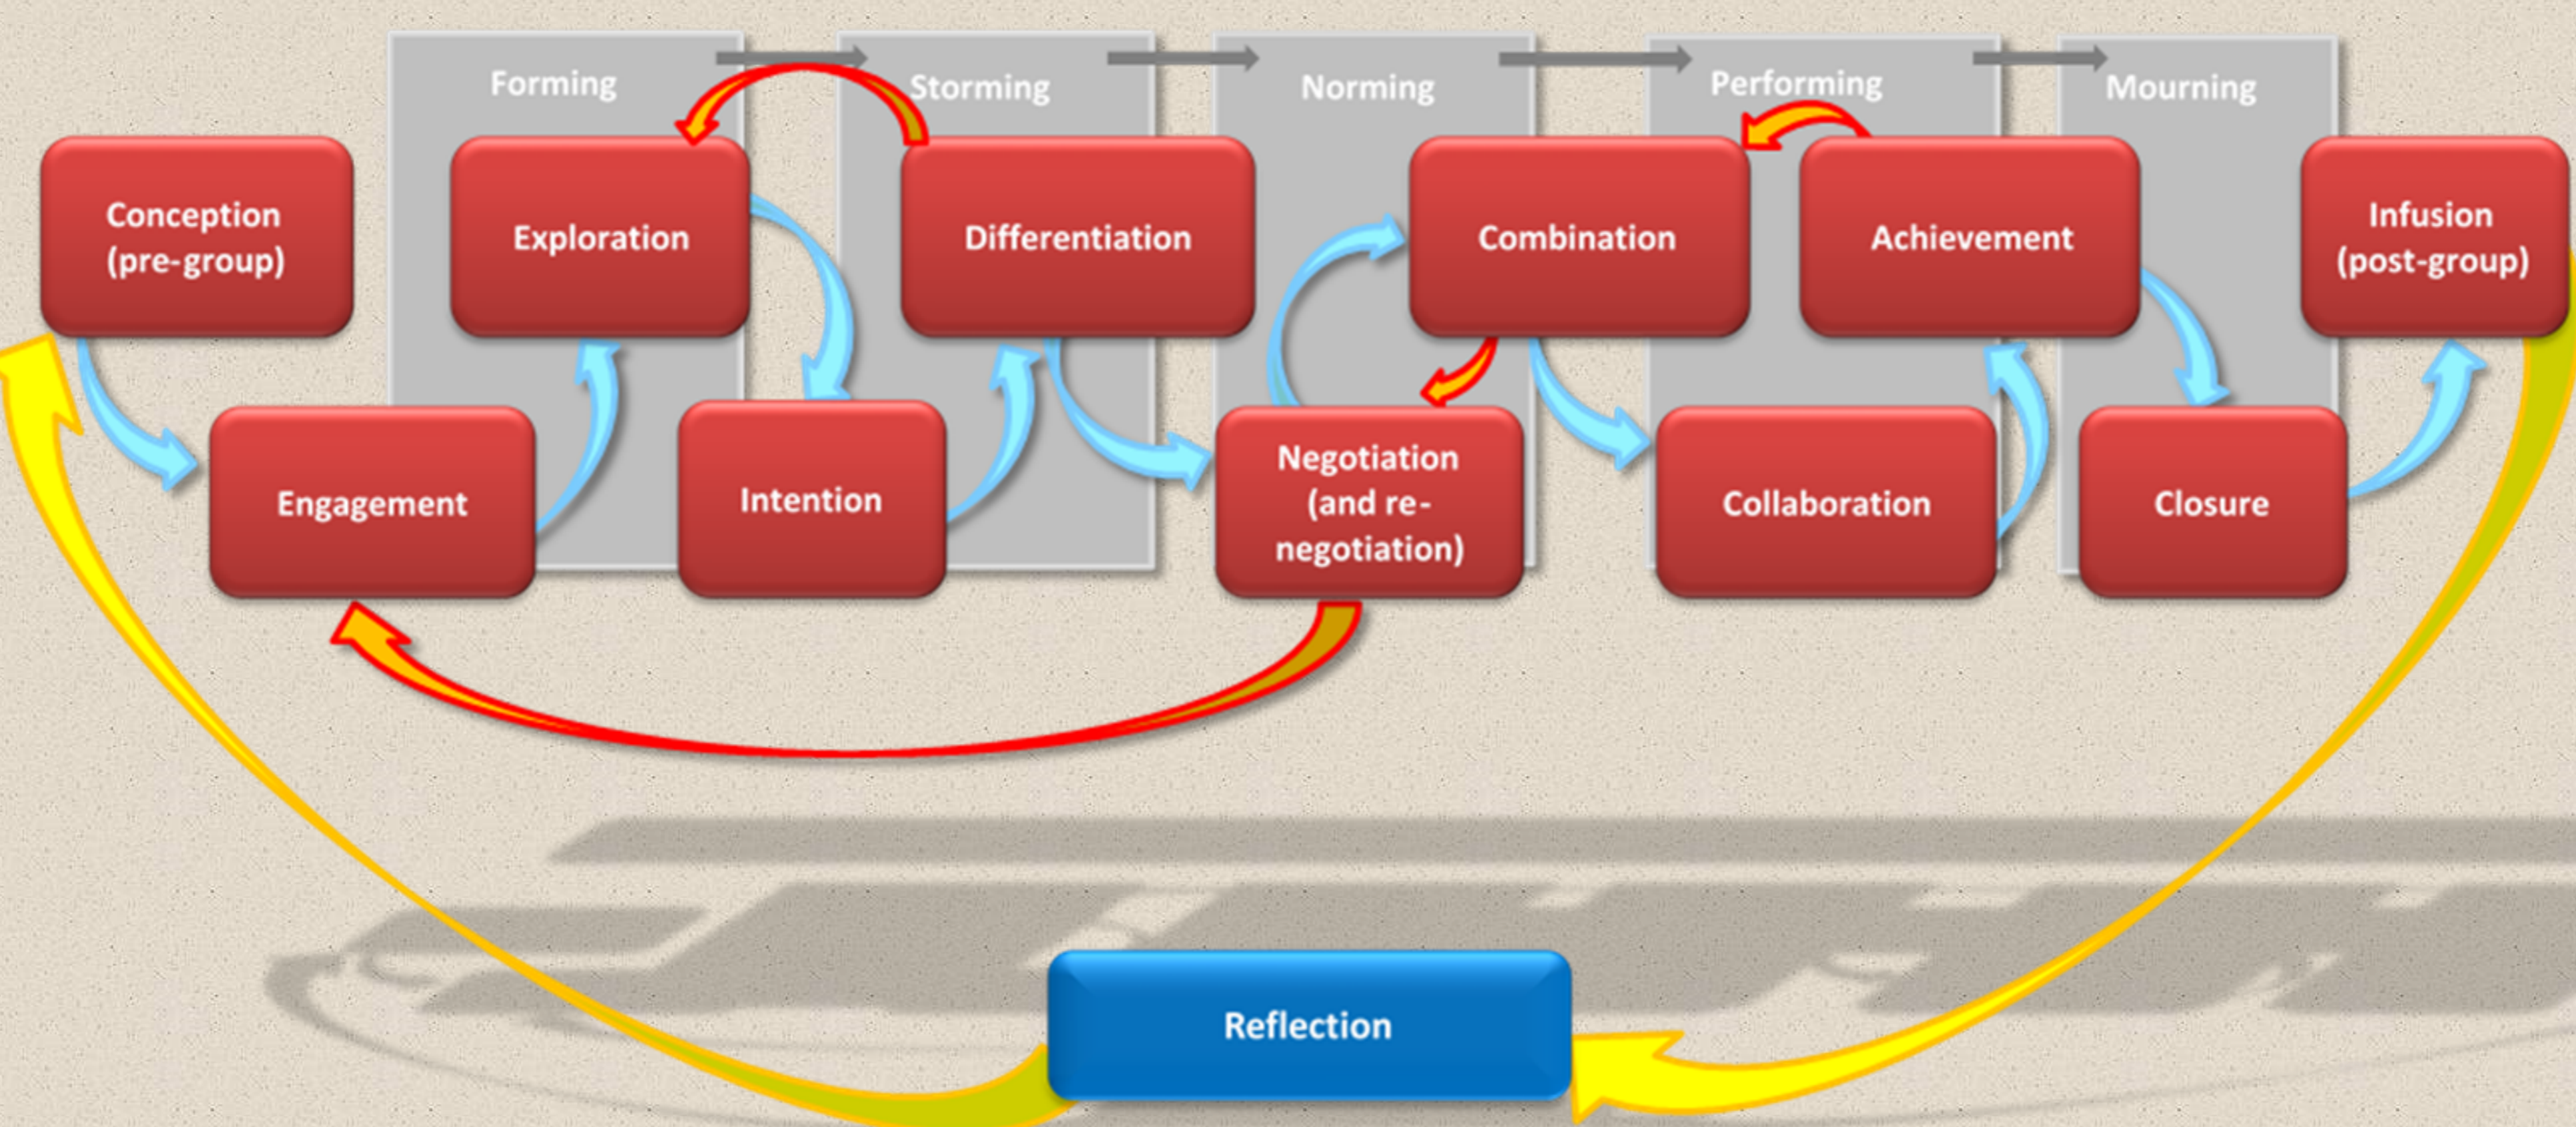 Forming
Storming
Norming
Performing
Mourning
Conception
(pre-group)
Exploration
Differentiation
Combination
Achievement
Infusion
(post-group)
Engagement
Intention
Negotiation
(and re-
negotiation)
Collaboration
Closure
Reflection